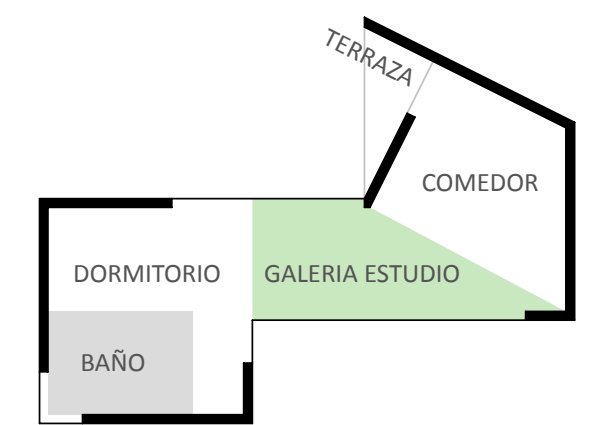 TERRAZA
COMEDOR
DORMITORIO
GALERIA ESTUDIO
BAÑO